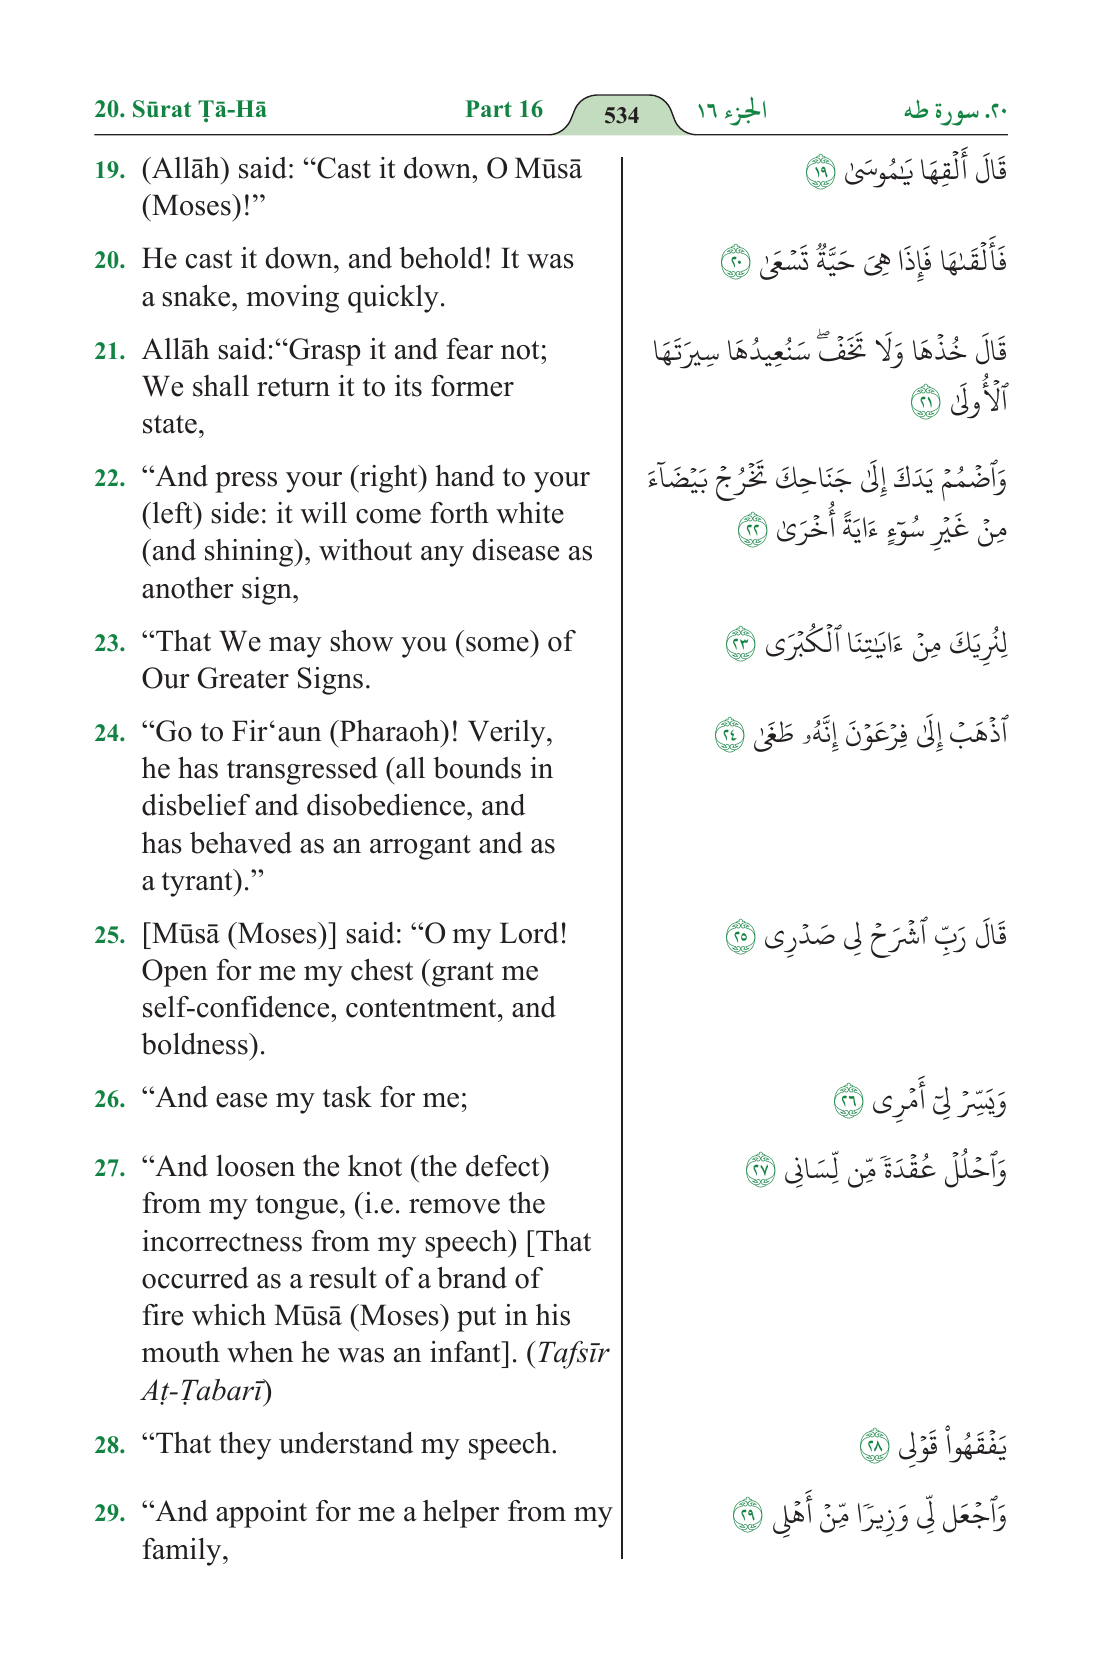 20. Sūrat Ṭā-Hā Part 16 534 الجزء ١٦ ٢٠. سورة طه
19. (Allāh) said: “Cast it down, O Mūsā
(Moses)!”
قَالَ أَلْقِهَا يَـٰمُوسَىٰ ١٩
20. He cast it down, and behold! It was
a snake, moving quickly.
فَأَلْقَىٰهَا فَإِذَا هِىَ حَيَّةٌ تَسْعَىٰ ٢٠
21. Allāh said:“Grasp it and fear not;
We shall return it to its former
state,
قَالَ خُذْهَا وَلَا تَخَفْ ۖ سَنُعِيدُهَا سِيرَتَهَا
ٱلْأُولَىٰ ٢١
22. “And press your (right) hand to your
(left) side: it will come forth white
(and shining), without any disease as
another sign,
وَٱضْمُمْ يَدَكَ إِلَىٰ جَنَاحِكَ تَخْرُجْ بَيْضَآءَ
مِنْ غَيْرِ سُوٓءٍ ءَايَةً أُخْرَىٰ ٢٢
23. “That We may show you (some) of
Our Greater Signs.
لِنُرِيَكَ مِنْ ءَايَـٰتِنَا ٱلْكُبْرَى ٢٣
24. “Go to Fir‘aun (Pharaoh)! Verily,
he has transgressed (all bounds in
disbelief and disobedience, and
has behaved as an arrogant and as
a tyrant).”
ٱذْهَبْ إِلَىٰ فِرْعَوْنَ إِنَّهُۥ طَغَىٰ ٢٤
25. [Mūsā (Moses)] said: “O my Lord!
Open for me my chest (grant me
self-confidence, contentment, and
boldness).
قَالَ رَبِّ ٱشْرَحْ لِى صَدْرِى ٢٥
26. “And ease my task for me;
وَيَسِّرْ لِىٓ أَمْرِى ٢٦
27. “And loosen the knot (the defect)
from my tongue, (i.e. remove the
incorrectness from my speech) [That
occurred as a result of a brand of
fire which Mūsā (Moses) put in his
mouth when he was an infant]. (Tafsīr
Aṭ-Ṭabarī)
وَٱحْلُلْ عُقْدَةً مِّن لِّسَانِى ٢٧
28. “That they understand my speech.
يَفْقَهُوا۟ قَوْلِى ٢٨
29. “And appoint for me a helper from my
family,
وَٱجْعَل لِّى وَزِيرًا مِّنْ أَهْلِى ٢٩